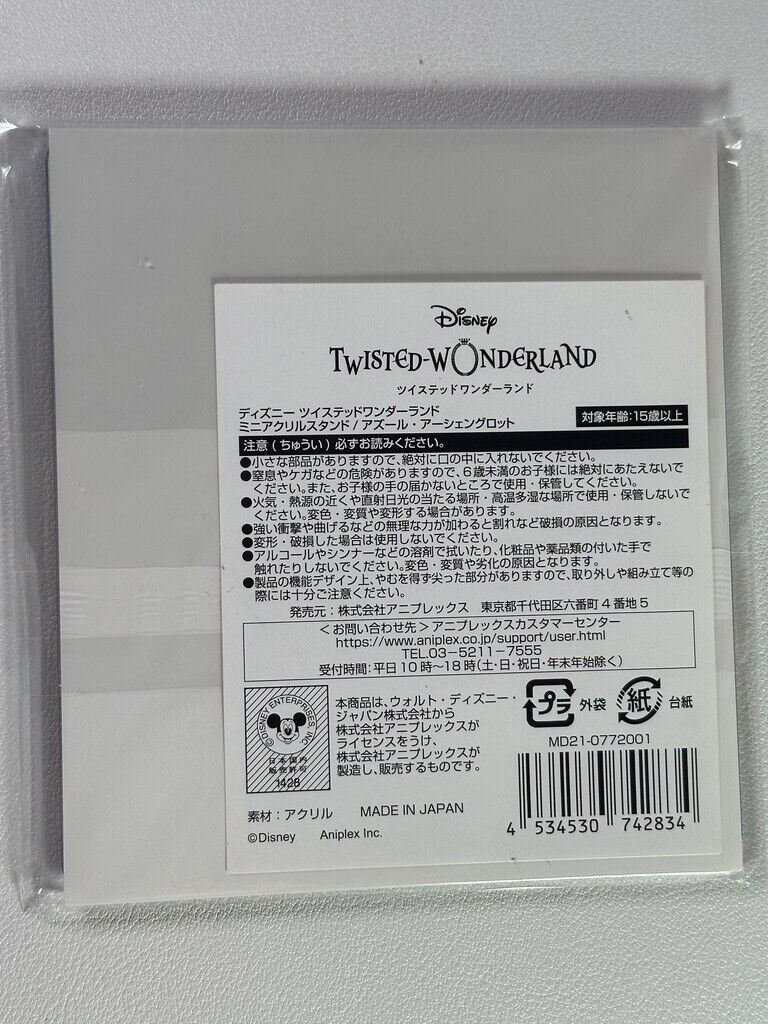 Disney
TWISTED-WONDERLAND
ツイステッドワンダーランド
ディズニー ツイステッドワンダーランド
ミニアクリルスタンド / アズール・アーシェングロット
対象年齢:15歳以上
注意 ( ちゅうい ) 必ずお読みください。
●小さな部品がありますので、絶対に口の中に入れないでください。
●窒息やケガなどの危険がありますので、6歳未満のお子様には絶対にあたえないで
ください。また、お子様の手の届かないところで使用・保管してください。
●火気・熱源の近くや直射日光の当たる場所・高温多湿な場所で使用・保管しないで
ください。変色・変質や変形する場合があります。
●強い衝撃や曲げるなどの無理な力が加わると割れなど破損の原因となります。
●変形・破損した場合は使用しないでください。
●アルコールやシンナーなどの溶剤で拭いたり、化粧品や薬品類の付いた手で
触れたりしないでください。変色・変質や劣化の原因となります。
●製品の機能デザイン上、やむを得ず尖った部分がありますので、取り外しや組み立て等の
際には十分ご注意ください。
発売元：株式会社アニプレックス 東京都千代田区六番町4番地5
＜お問い合わせ先＞アニプレックスカスタマーセンター
https://www.aniplex.co.jp/support/user.html
TEL.03-5211-7555
受付時間：平日10時〜18時(土・日・祝日・年末年始除く)
©DISNEY ENTERPRISES, INC.
日本国内
販売許可
1428
本商品は、ウォルト・ディズニー・
ジャパン株式会社から
株式会社アニプレックスが
ライセンスをうけ、
株式会社アニプレックスが
製造し、販売するものです。
プラ 外袋
紙 台紙
MD21-0772001
4 534530 742834
素材：アクリル MADE IN JAPAN
©Disney Aniplex Inc.